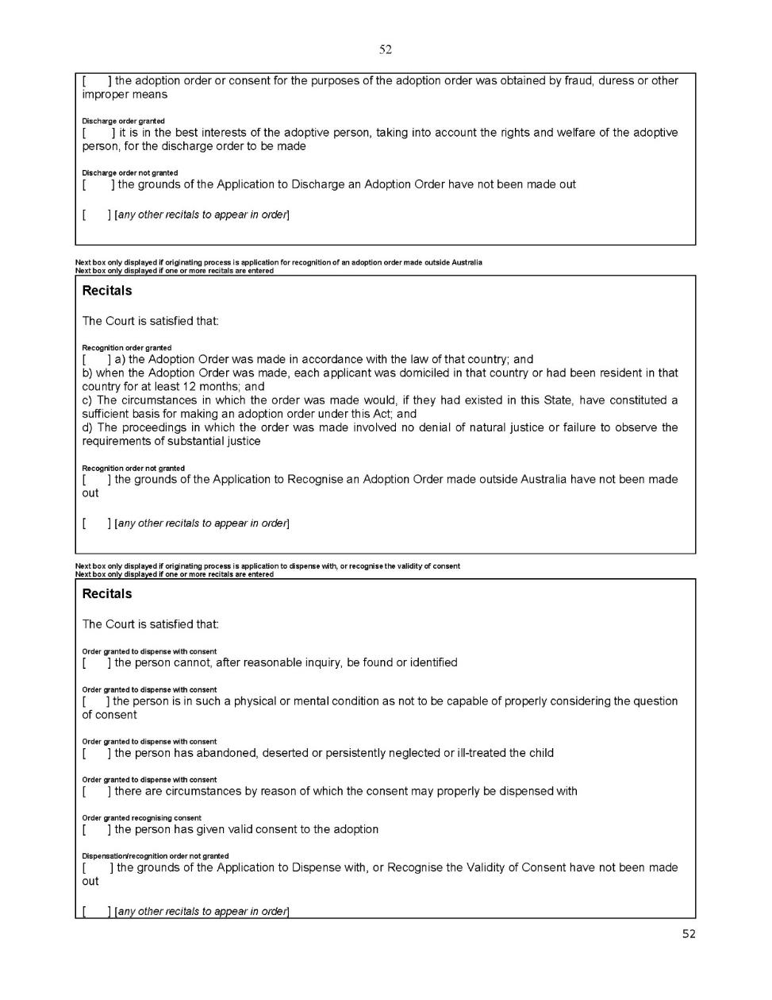 52
[ ] the adoption order or consent for the purposes of the adoption order was obtained by fraud, duress or other
improper means
Discharge order granted
[ ] it is in the best interests of the adoptive person, taking into account the rights and welfare of the adoptive
person, for the discharge order to be made
Discharge order not granted
[ ] the grounds of the Application to Discharge an Adoption Order have not been made out
[ ] [any other recitals to appear in order]
Next box only displayed if originating process is application for recognition of an adoption order made outside Australia
Next box only displayed if one or more recitals are entered
Recitals
The Court is satisfied that:
Recognition order granted
[ ] a) the Adoption Order was made in accordance with the law of that country; and
b) when the Adoption Order was made, each applicant was domiciled in that country or had been resident in that
country for at least 12 months; and
c) The circumstances in which the order was made would, if they had existed in this State, have constituted a
sufficient basis for making an adoption order under this Act; and
d) The proceedings in which the order was made involved no denial of natural justice or failure to observe the
requirements of substantial justice
Recognition order not granted
[ ] the grounds of the Application to Recognise an Adoption Order made outside Australia have not been made
out
[ ] [any other recitals to appear in order]
Next box only displayed if originating process is application to dispense with, or recognise the validity of consent
Next box only displayed if one or more recitals are entered
Recitals
The Court is satisfied that:
Order granted to dispense with consent
[ ] the person cannot, after reasonable inquiry, be found or identified
Order granted to dispense with consent
[ ] the person is in such a physical or mental condition as not to be capable of properly considering the question
of consent
Order granted to dispense with consent
[ ] the person has abandoned, deserted or persistently neglected or ill-treated the child
Order granted to dispense with consent
[ ] there are circumstances by reason of which the consent may properly be dispensed with
Order granted recognising consent
[ ] the person has given valid consent to the adoption
Dispensation/recognition order not granted
[ ] the grounds of the Application to Dispense with, or Recognise the Validity of Consent have not been made
out
[ ] [any other recitals to appear in order]
52